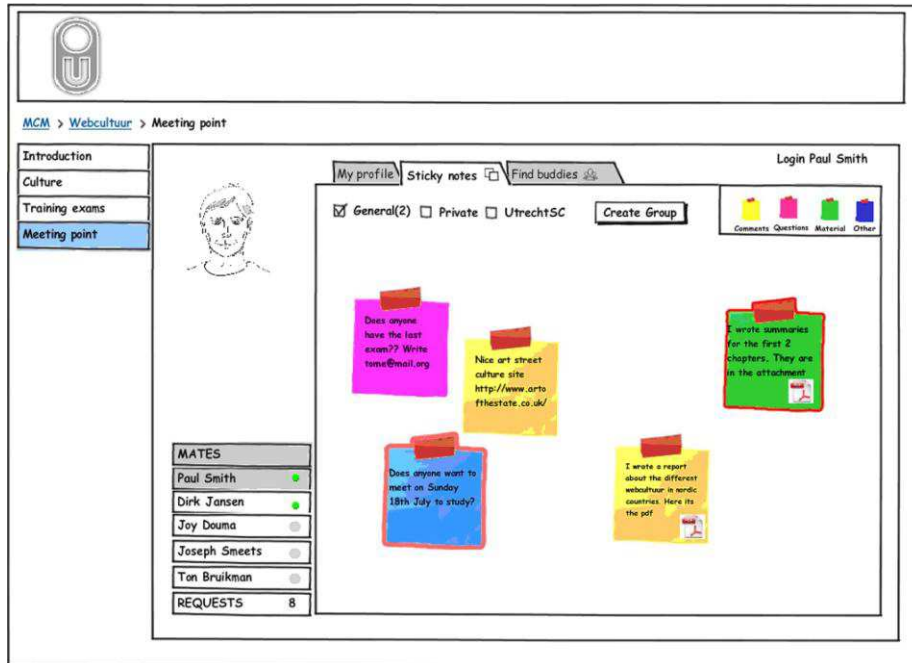 MCM > Webcultuur > Meeting point
Introduction
Culture
Training exams
Meeting point
Login Paul Smith
My profile
Sticky notes
Find buddies
General(2)
Private
UtrechtSC
Create Group
Comments
Questions
Material
Other
Does anyone
have the last
exam?? Write
tome@mail.org
Nice art street
culture site
http://www.arto
fthestate.co.uk/
I wrote summaries
for the first 2
chapters. They are
in the attachment
Does anyone want to
meet on Sunday
18th July to study?
I wrote a report
about the different
webcultuur in nordic
countries. Here its
the pdf
MATES
Paul Smith
Dirk Jansen
Joy Douma
Joseph Smeets
Ton Bruikman
REQUESTS 8